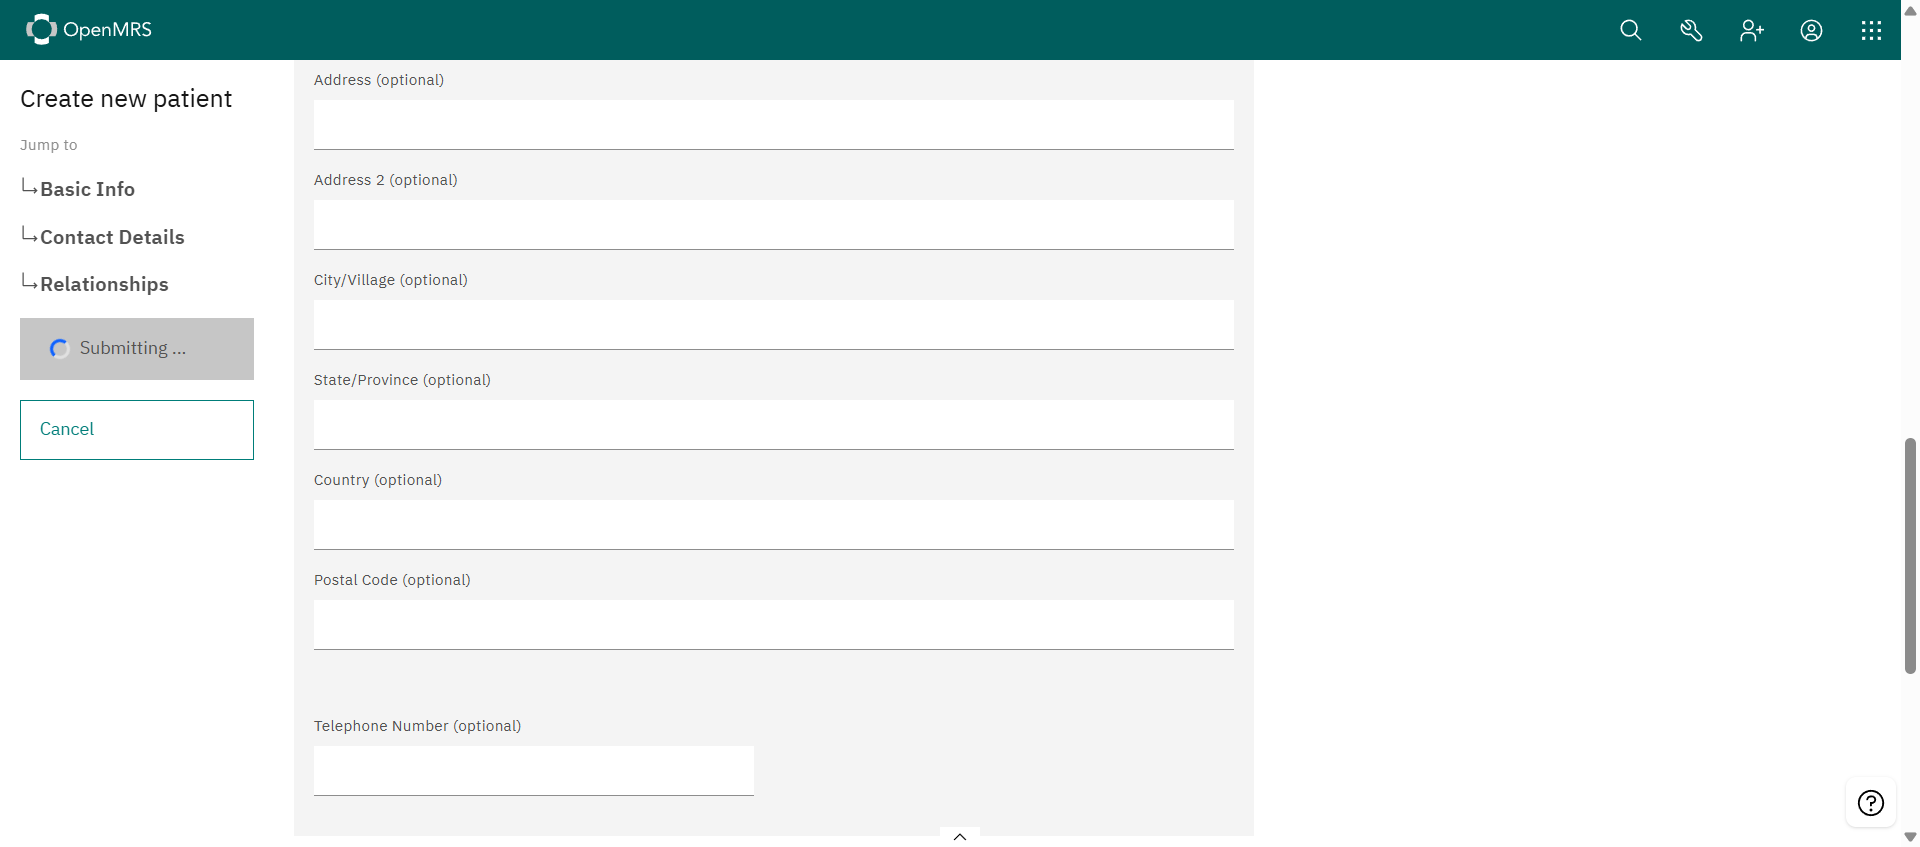 OpenMRS
Create new patient
Jump to
Basic Info
Contact Details
Relationships
Submitting ...
Cancel
Address (optional)
Address 2 (optional)
City/Village (optional)
State/Province (optional)
Country (optional)
Postal Code (optional)
Telephone Number (optional)